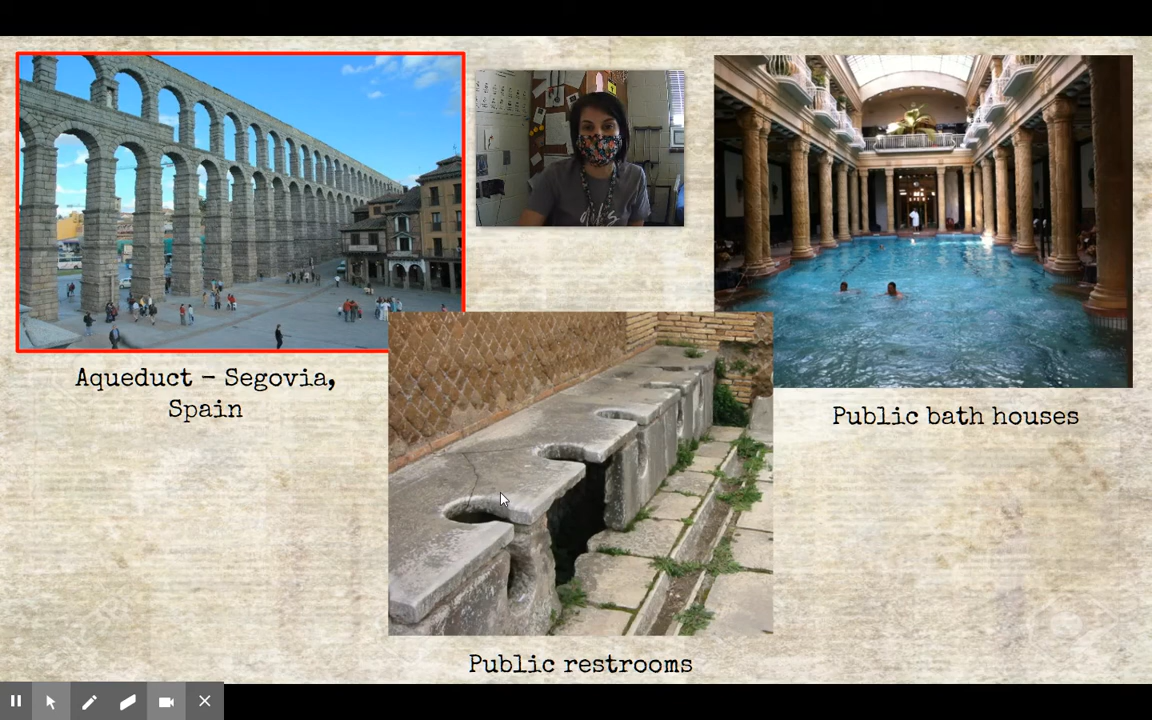 Aqueduct - Segovia,
Spain
Public bath houses
Public restrooms